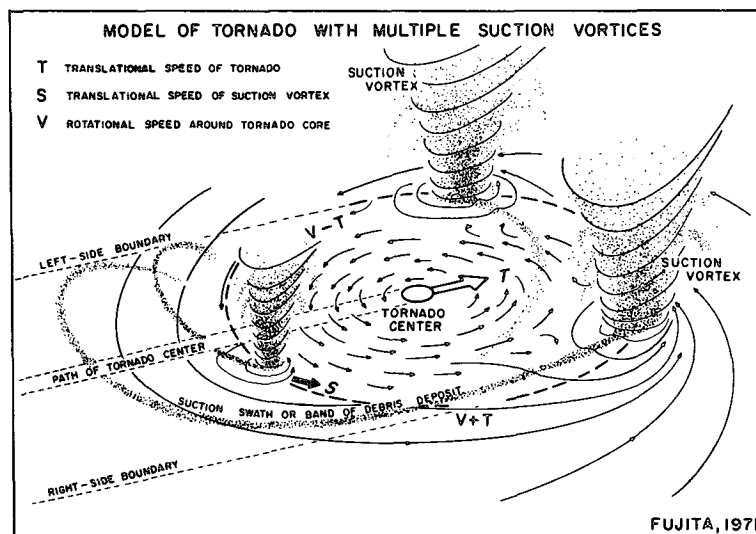 MODEL OF TORNADO WITH MULTIPLE SUCTION VORTICES
T TRANSLATIONAL SPEED OF TORNADO
S TRANSLATIONAL SPEED OF SUCTION VORTEX
V ROTATIONAL SPEED AROUND TORNADO CORE
SUCTION
VORTEX
V-T
LEFT-SIDE BOUNDARY
SUCTION
VORTEX
T
TORNADO
CENTER
PATH OF TORNADO CENTER
S
SUCTION SWATH OR BAND OF DEBRIS DEPOSIT
V+T
RIGHT-SIDE BOUNDARY
FUJITA, 1971